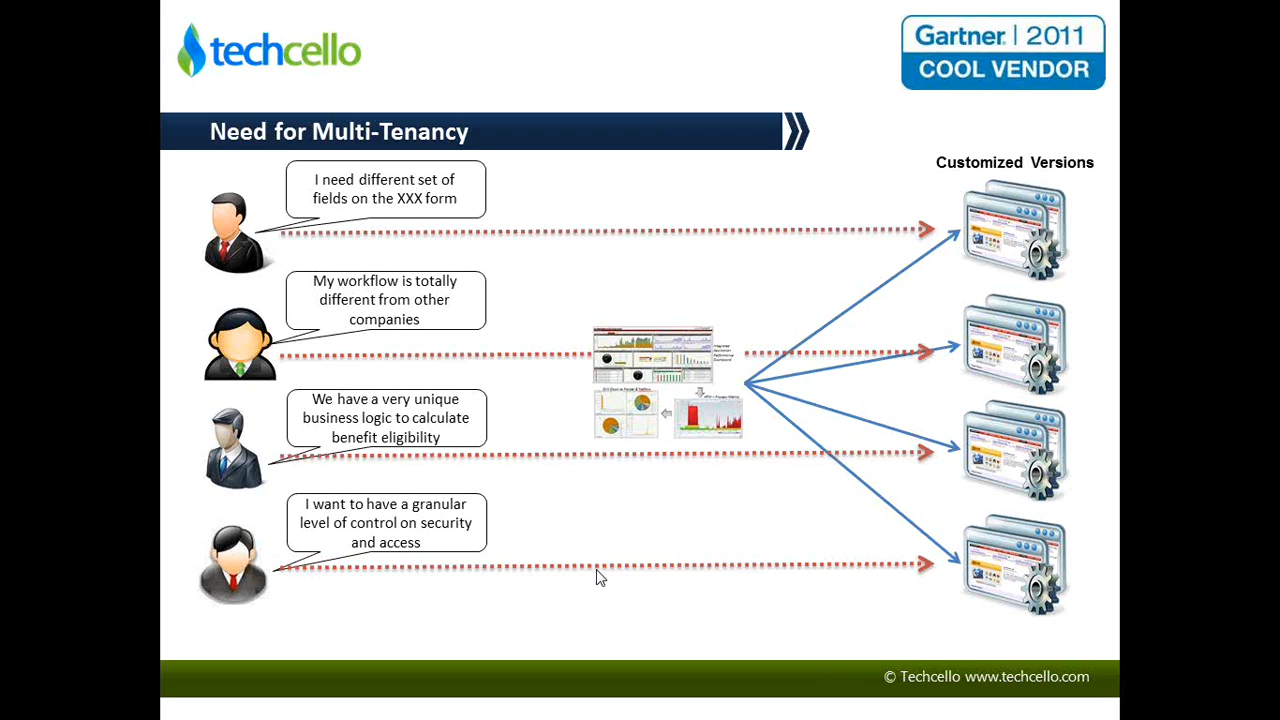 techcello
Gartner. | 2011
COOL VENDOR
Need for Multi-Tenancy
Customized Versions
I need different set of
fields on the XXX form
My workflow is totally
different from other
companies
We have a very unique
business logic to calculate
benefit eligibility
I want to have a granular
level of control on security
and access
© Techcello www.techcello.com